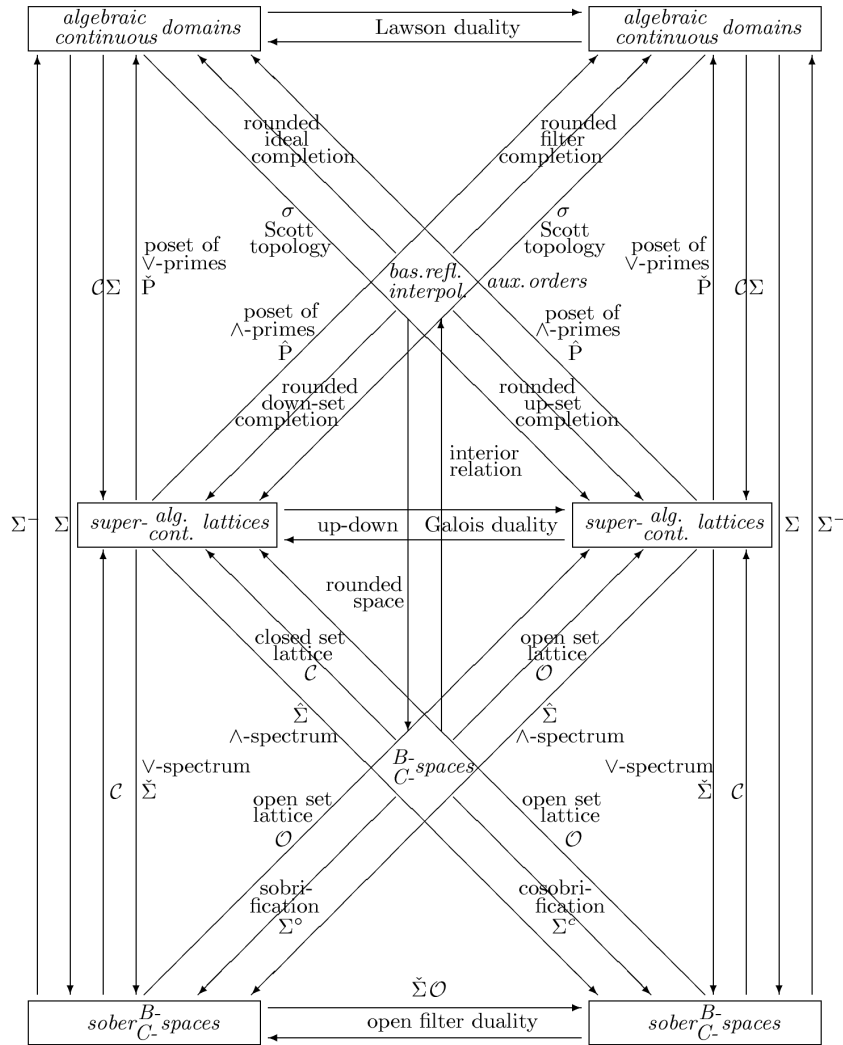 algebraic
continuous domains
Lawson duality
algebraic
continuous domains
rounded
ideal
completion
rounded
filter
completion
σ
Scott
topology
σ
Scott
topology
poset of
∨-primes
P̌
poset of
∨-primes
P̌
𝒞Σ
𝒞Σ
bas.refl.
interpol.
aux. orders
poset of
∧-primes
P̂
poset of
∧-primes
P̂
rounded
down-set
completion
rounded
up-set
completion
interior
relation
Σ⁻
Σ
super- alg.
cont. lattices
up-down
Galois duality
super- alg.
cont. lattices
Σ
Σ⁻
rounded
space
closed set
lattice
𝒞
open set
lattice
𝒪
Σ̂
∧-spectrum
Σ̂
∧-spectrum
B-
C- spaces
∨-spectrum
Σ̌
∨-spectrum
Σ̌
𝒞
𝒞
open set
lattice
𝒪
open set
lattice
𝒪
sobri-
fication
Σ°
cosobri-
fication
Σᶜ
Σ̌𝒪
sober B-
C- spaces
open filter duality
sober B-
C- spaces